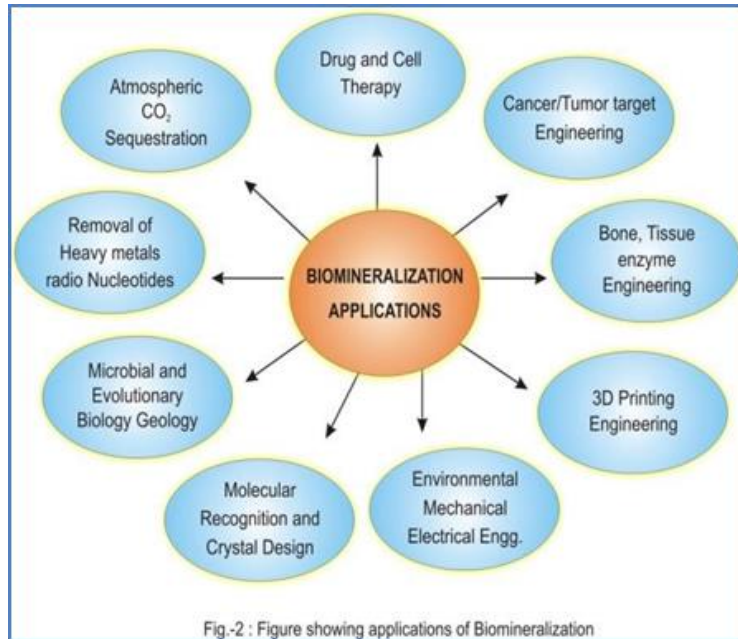 Drug and Cell
Therapy
Atmospheric
CO₂
Sequestration
Cancer/Tumor target
Engineering
Removal of
Heavy metals
radio Nucleotides
BIOMINERALIZATION
APPLICATIONS
Bone, Tissue
enzyme
Engineering
Microbial and
Evolutionary
Biology Geology
3D Printing
Engineering
Molecular
Recognition and
Crystal Design
Environmental
Mechanical
Electrical Engg.
Fig.-2 : Figure showing applications of Biomineralization